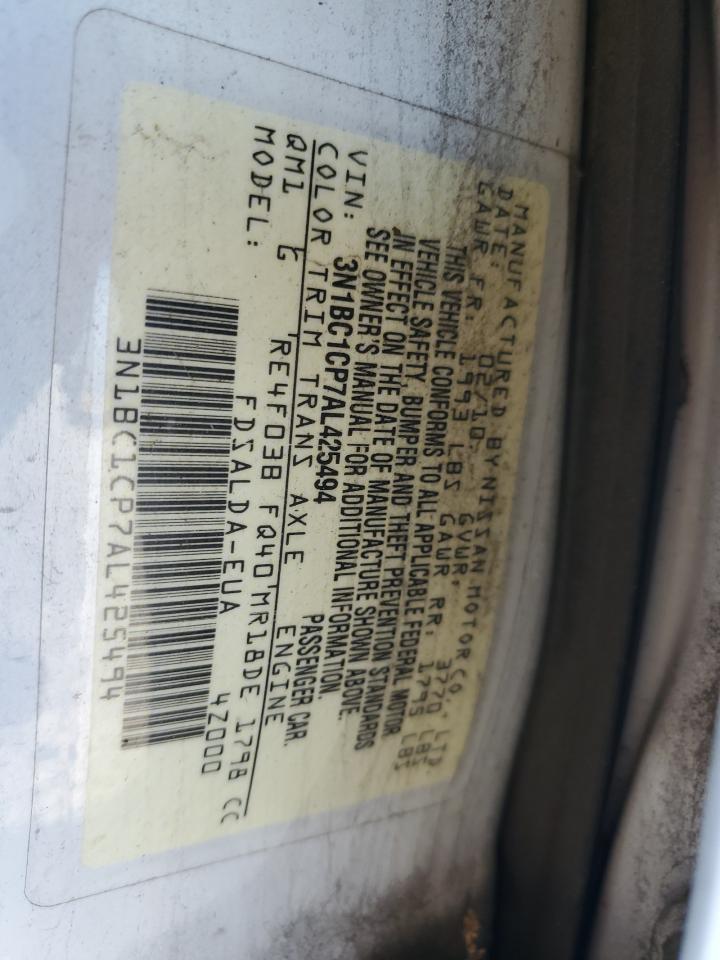 MANUFACTURED BY NISSAN MOTOR CO., LTD.
DATE: 02/10 GVWR: 3770 LBS
GAWR FR: 1993 LBS GAWR RR: 1795 LBS
THIS VEHICLE CONFORMS TO ALL APPLICABLE FEDERAL MOTOR
VEHICLE SAFETY, BUMPER AND THEFT PREVENTION STANDARDS
IN EFFECT ON THE DATE OF MANUFACTURE SHOWN ABOVE.
SEE OWNER'S MANUAL FOR ADDITIONAL INFORMATION
VIN: 3N1BC1CP7AL425494 PASSENGER CAR.
COLOR TRIM TRANS AXLE ENGINE
QM1 G RE4F03B FQ40 MR18DE 1798 CC
MODEL: FDSALDA-EUA 4Z000
3N1BC1CP7AL425494